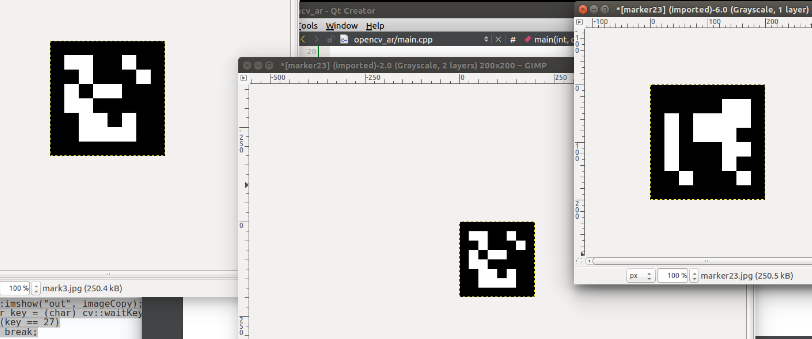 cv_ar - Qt Creator
Tools Window Help
opencv_ar/main.cpp # main(int,
20
*[marker23] (imported)-6.0 (Grayscale, 1 layer)
-100 0 100 200
*[marker23] (imported)-2.0 (Grayscale, 2 layers) 200x200 – GIMP
-500 -250 0 250
100 % mark3.jpg (250.4 kB)
px 100 % marker23.jpg (250.5 kB)
:imshow("out", imageCopy);
r key = (char) cv::waitKey
(key == 27)
break;